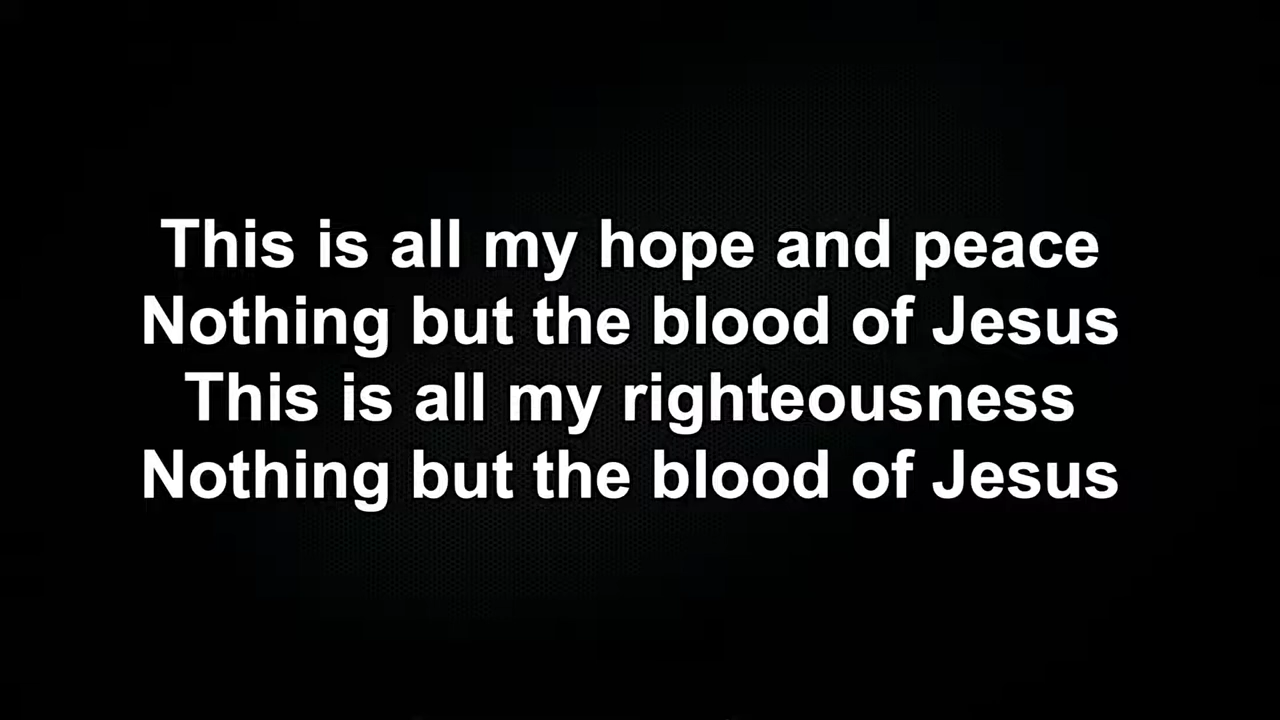 This is all my hope and peace
Nothing but the blood of Jesus
This is all my righteousness
Nothing but the blood of Jesus